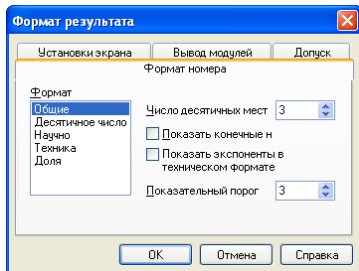 Формат результата
Установки экрана Вывод модулей Допуск
Формат номера
Формат
Общие
Десятичное число
Научно
Техника
Доля
Число десятичных мест 3
Показать конечные н
Показать экспоненты в
техническом формате
Показательный порог 3
OK Отмена Справка